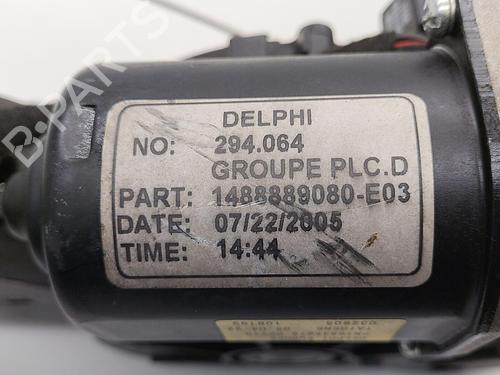 B-PARTS
DELPHI
NO: 294.064
GROUPE PLC.D
PART: 1488889080-E03
DATE: 07/22/2005
TIME: 14:44